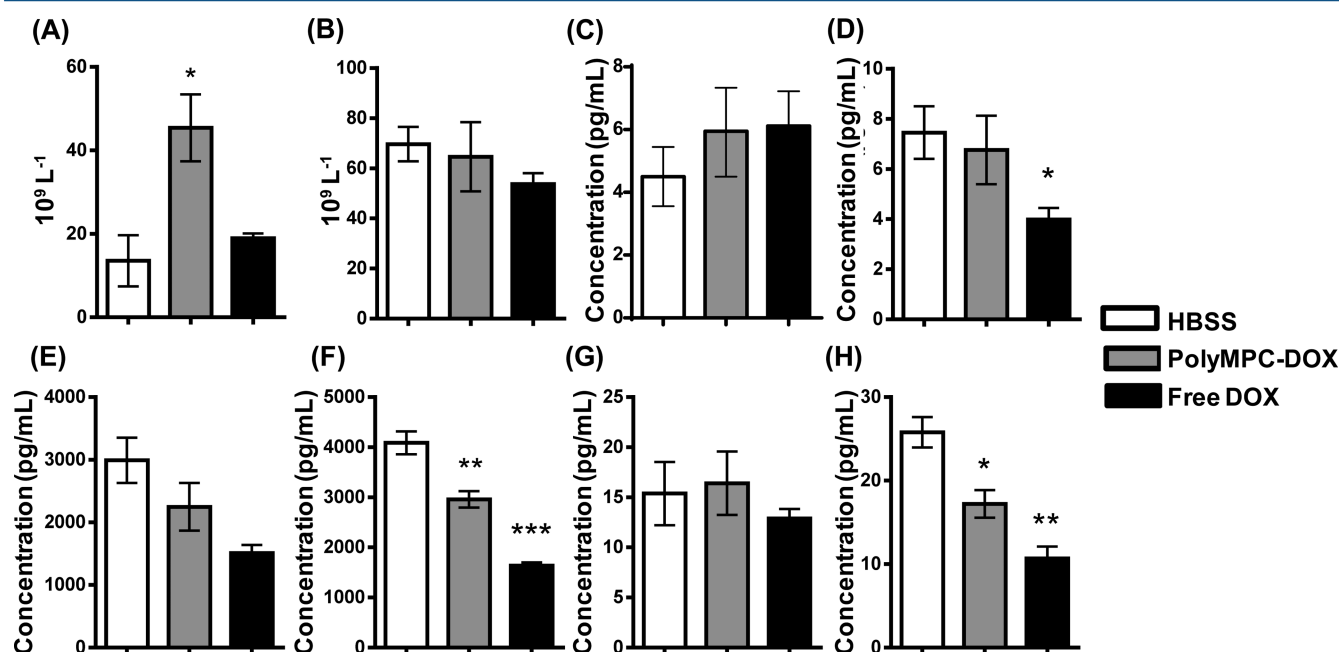 (A)
(B)
(C)
(D)
60
40
20
0
10⁹ L⁻¹
*
100
80
60
40
20
0
10⁹ L⁻¹
8
6
4
2
0
Concentration (pg/mL)
10
8
6
4
2
0
Concentration (pg/mL)
*
HBSS
PolyMPC-DOX
Free DOX
(E)
(F)
(G)
(H)
4000
3000
2000
1000
0
Concentration (pg/mL)
5000
4000
3000
2000
1000
0
Concentration (pg/mL)
**
***
25
20
15
10
5
0
Concentration (pg/mL)
30
20
10
0
Concentration (pg/mL)
*
**